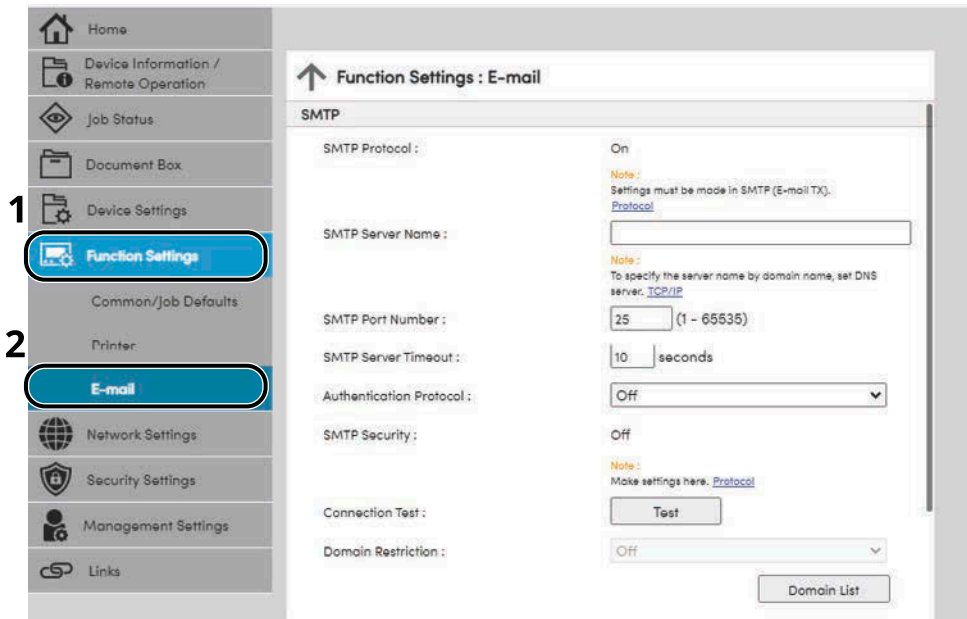 Home
Device Information /
Remote Operation
Job Status
Document Box
1
Device Settings
Function Settings
Common/Job Defaults
2
Printer
E-mail
Network Settings
Security Settings
Management Settings
Links
Function Settings : E-mail
SMTP
SMTP Protocol :
On
Note :
Settings must be made in SMTP (E-mail TX).
Protocol
SMTP Server Name :
Note :
To specify the server name by domain name, set DNS
server. TCP/IP
SMTP Port Number :
25 (1 - 65535)
SMTP Server Timeout :
10 seconds
Authentication Protocol :
Off
SMTP Security :
Off
Note :
Make settings here. Protocol
Connection Test :
Test
Domain Restriction :
Off
Domain List